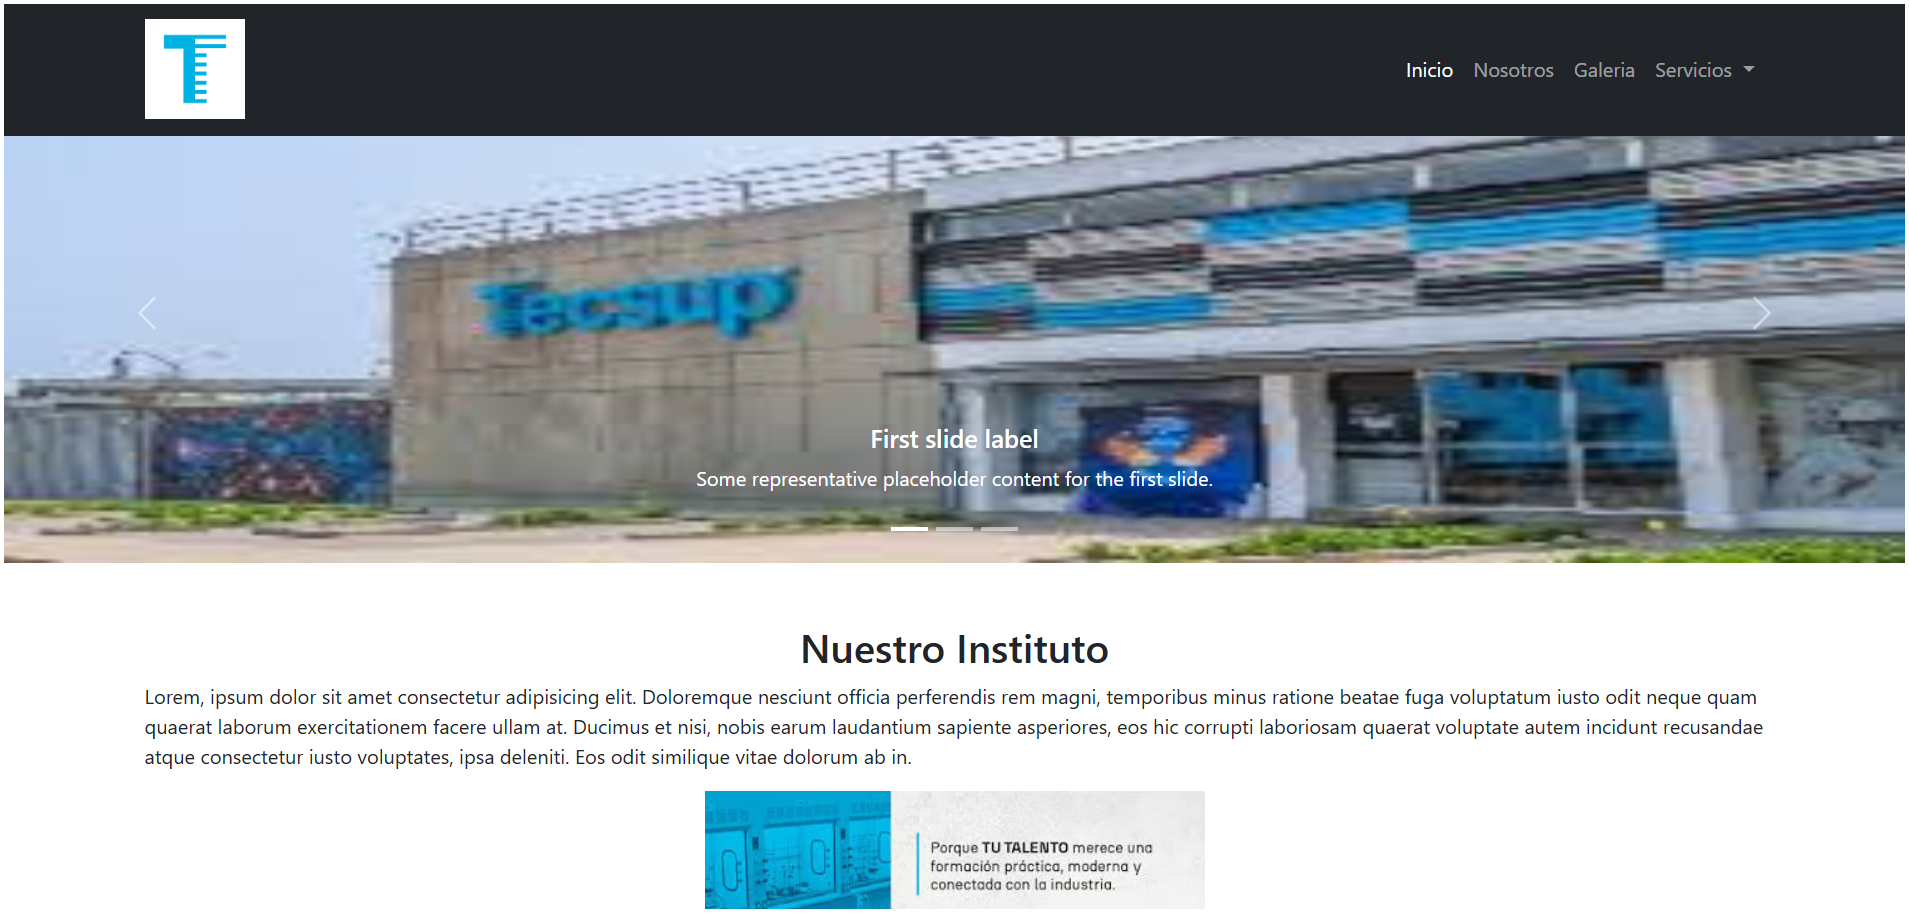 Inicio Nosotros Galeria Servicios
Tecsup
First slide label
Some representative placeholder content for the first slide.
Nuestro Instituto
Lorem, ipsum dolor sit amet consectetur adipisicing elit. Doloremque nesciunt officia perferendis rem magni, temporibus minus ratione beatae fuga voluptatum iusto odit neque quam
quaerat laborum exercitationem facere ullam at. Ducimus et nisi, nobis earum laudantium sapiente asperiores, eos hic corrupti laboriosam quaerat voluptate autem incidunt recusandae
atque consectetur iusto voluptates, ipsa deleniti. Eos odit similique vitae dolorum ab in.
Porque TU TALENTO merece una
formación práctica, moderna y
conectada con la industria.